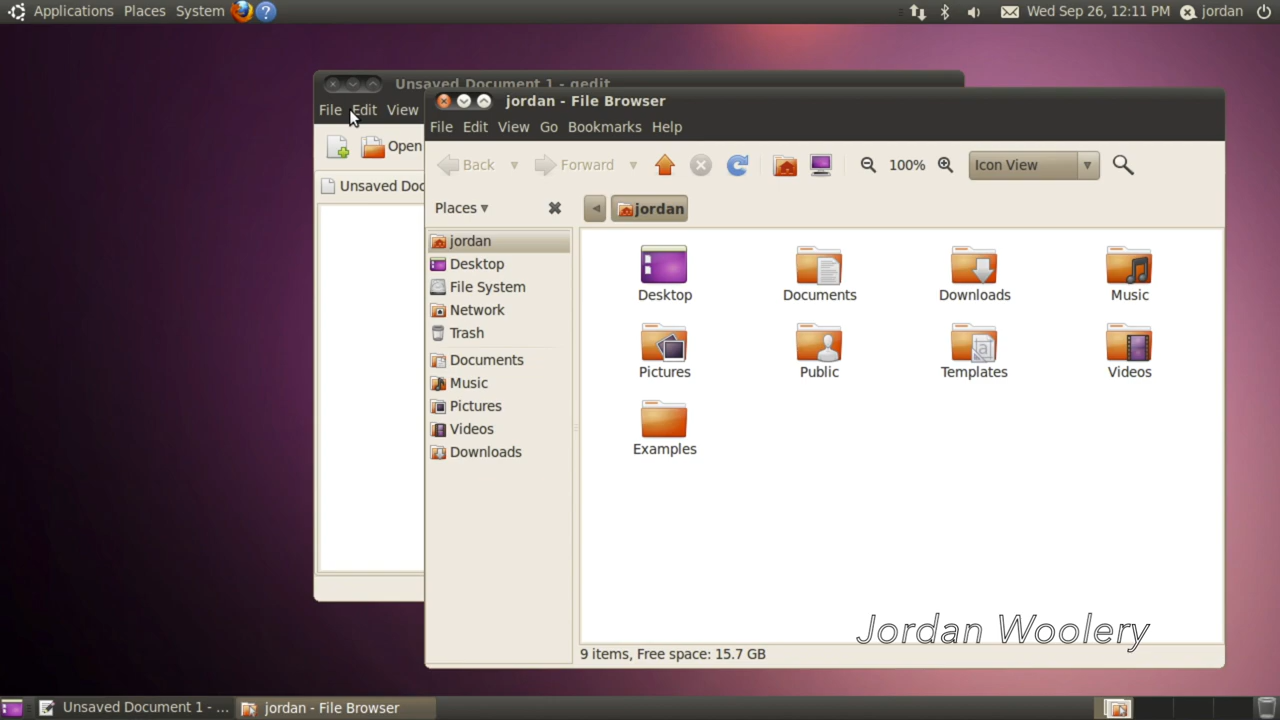 Applications Places System
Wed Sep 26, 12:11 PM jordan
Unsaved Document 1 - gedit
File Edit View
Open
Unsaved Doc
jordan - File Browser
File Edit View Go Bookmarks Help
Back Forward 100% Icon View
Places jordan
jordan
Desktop
File System
Network
Trash
Documents
Music
Pictures
Videos
Downloads
Desktop Documents Downloads Music
Pictures Public Templates Videos
Examples
Jordan Woolery
9 items, Free space: 15.7 GB
Unsaved Document 1 - ... jordan - File Browser